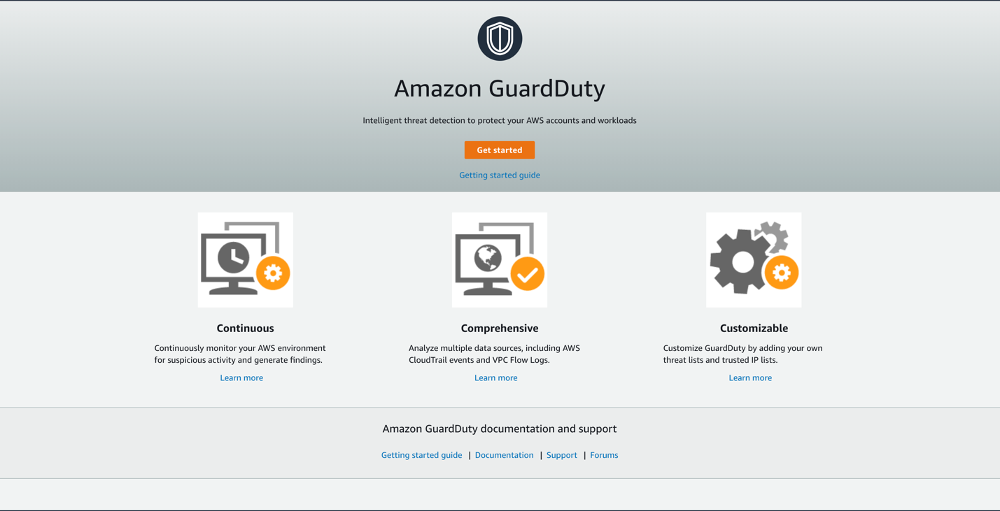 Amazon GuardDuty
Intelligent threat detection to protect your AWS accounts and workloads
Get started
Getting started guide
Continuous
Continuously monitor your AWS environment
for suspicious activity and generate findings.
Learn more
Comprehensive
Analyze multiple data sources, including AWS
CloudTrail events and VPC Flow Logs.
Learn more
Customizable
Customize GuardDuty by adding your own
threat lists and trusted IP lists.
Learn more
Amazon GuardDuty documentation and support
Getting started guide | Documentation | Support | Forums